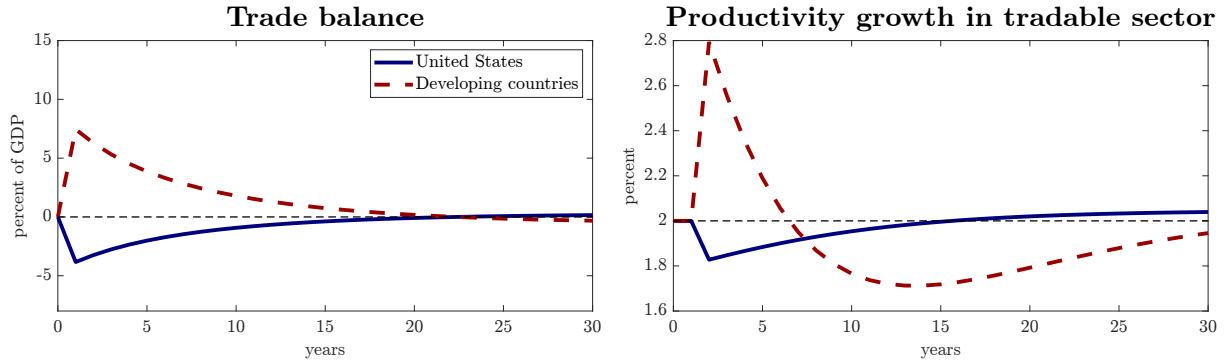 Trade balance
15
10
5
0
-5
percent of GDP
United States
Developing countries
0 5 10 15 20 25 30
years
Productivity growth in tradable sector
2.8
2.6
2.4
2.2
2
1.8
1.6
percent
0 5 10 15 20 25 30
years